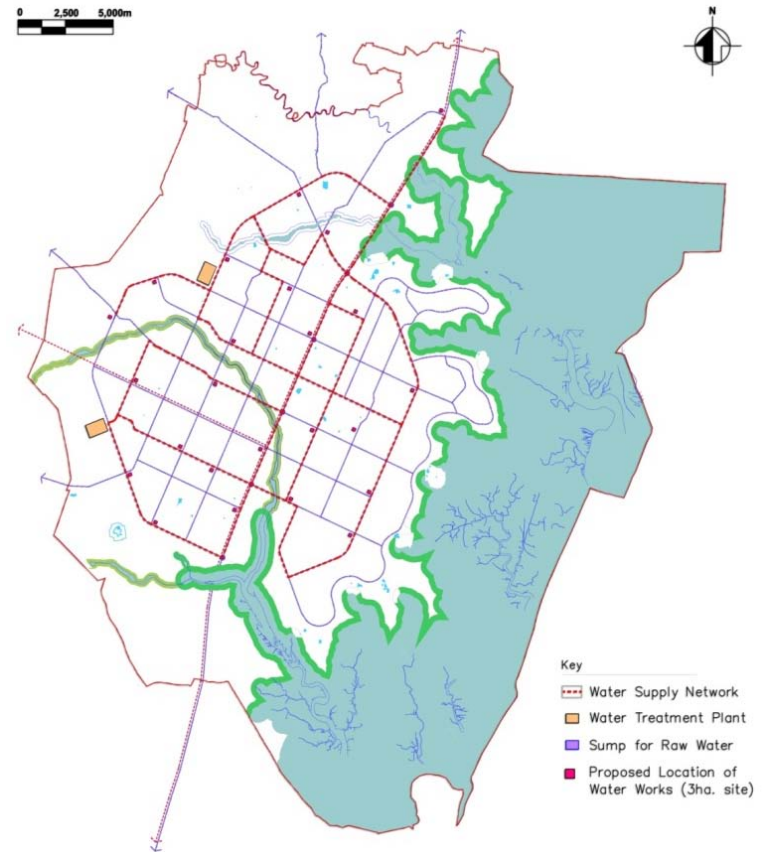 0 2,500 5,000m
N
Key
Water Supply Network
Water Treatment Plant
Sump for Raw Water
Proposed Location of
Water Works (3ha. site)